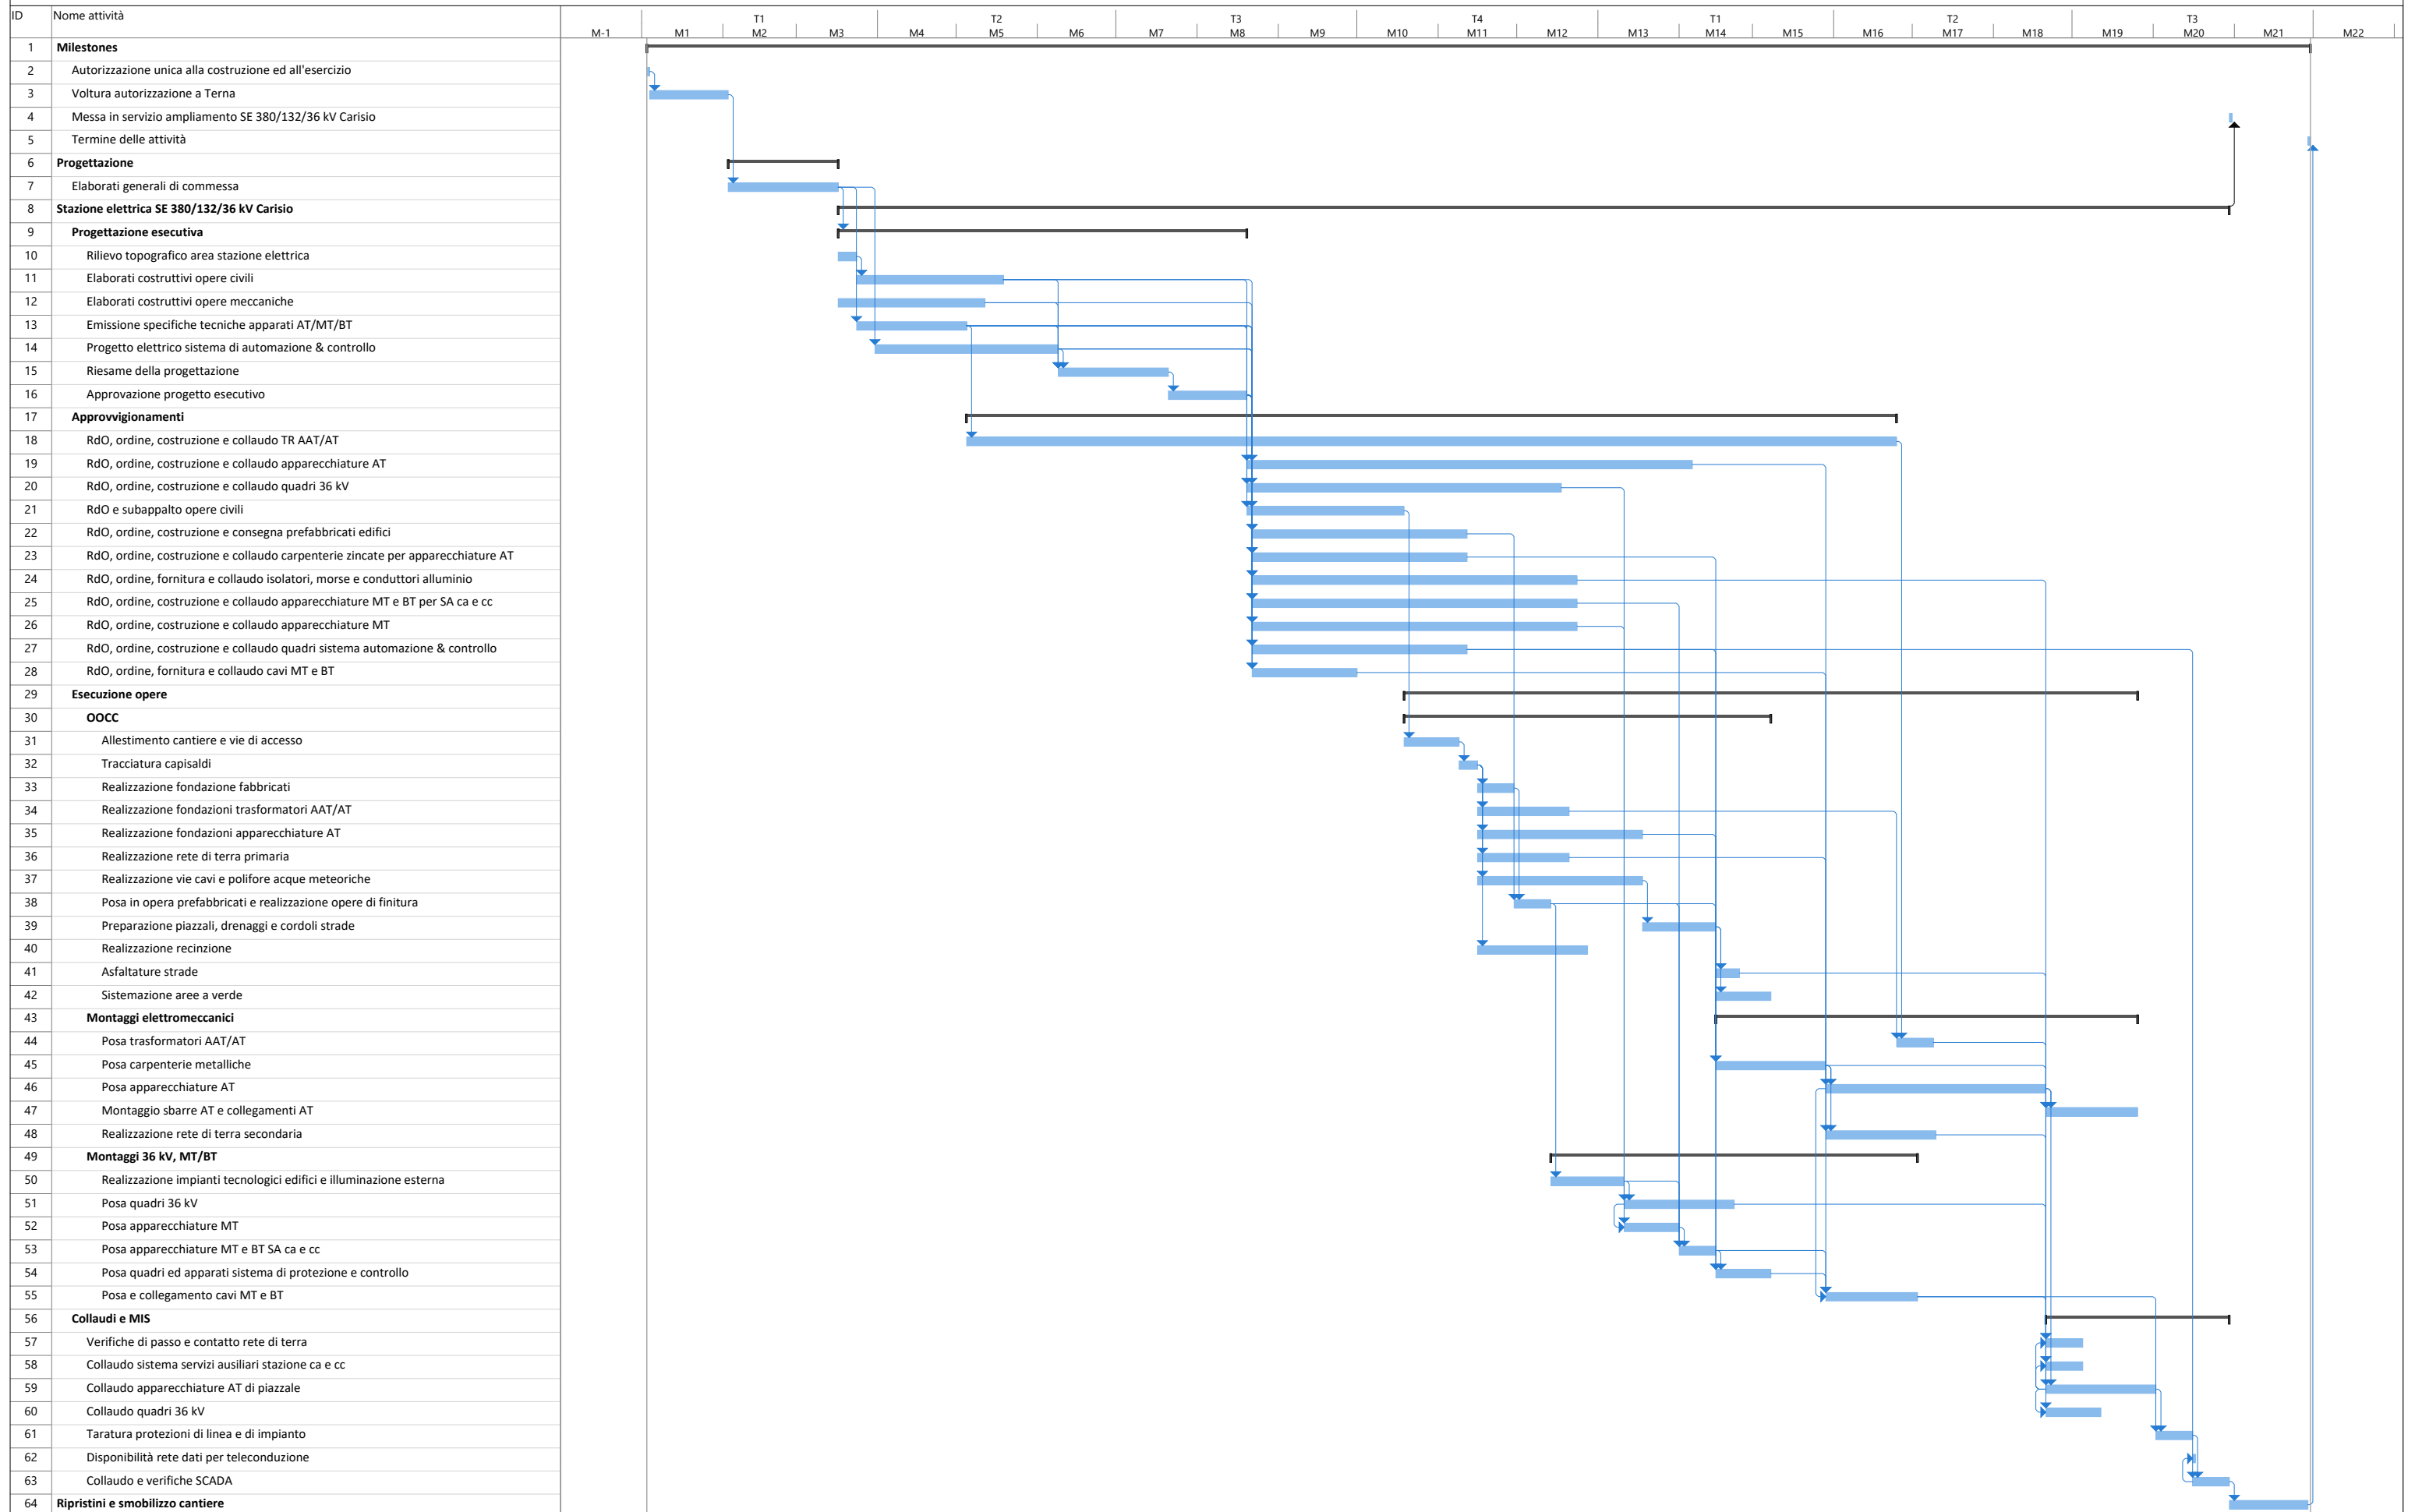 ID Nome attività
T1 T2 T3 T4 T1 T2 T3
M-1 M1 M2 M3 M4 M5 M6 M7 M8 M9 M10 M11 M12 M13 M14 M15 M16 M17 M18 M19 M20 M21 M22
1 Milestones
2 Autorizzazione unica alla costruzione ed all'esercizio
3 Voltura autorizzazione a Terna
4 Messa in servizio ampliamento SE 380/132/36 kV Carisio
5 Termine delle attività
6 Progettazione
7 Elaborati generali di commessa
8 Stazione elettrica SE 380/132/36 kV Carisio
9 Progettazione esecutiva
10 Rilievo topografico area stazione elettrica
11 Elaborati costruttivi opere civili
12 Elaborati costruttivi opere meccaniche
13 Emissione specifiche tecniche apparati AT/MT/BT
14 Progetto elettrico sistema di automazione & controllo
15 Riesame della progettazione
16 Approvazione progetto esecutivo
17 Approvvigionamenti
18 RdO, ordine, costruzione e collaudo TR AAT/AT
19 RdO, ordine, costruzione e collaudo apparecchiature AT
20 RdO, ordine, costruzione e collaudo quadri 36 kV
21 RdO e subappalto opere civili
22 RdO, ordine, costruzione e consegna prefabbricati edifici
23 RdO, ordine, costruzione e collaudo carpenterie zincate per apparecchiature AT
24 RdO, ordine, fornitura e collaudo isolatori, morse e conduttori alluminio
25 RdO, ordine, costruzione e collaudo apparecchiature MT e BT per SA ca e cc
26 RdO, ordine, costruzione e collaudo apparecchiature MT
27 RdO, ordine, costruzione e collaudo quadri sistema automazione & controllo
28 RdO, ordine, fornitura e collaudo cavi MT e BT
29 Esecuzione opere
30 OOCC
31 Allestimento cantiere e vie di accesso
32 Tracciatura capisaldi
33 Realizzazione fondazione fabbricati
34 Realizzazione fondazioni trasformatori AAT/AT
35 Realizzazione fondazioni apparecchiature AT
36 Realizzazione rete di terra primaria
37 Realizzazione vie cavi e polifore acque meteoriche
38 Posa in opera prefabbricati e realizzazione opere di finitura
39 Preparazione piazzali, drenaggi e cordoli strade
40 Realizzazione recinzione
41 Asfaltature strade
42 Sistemazione aree a verde
43 Montaggi elettromeccanici
44 Posa trasformatori AAT/AT
45 Posa carpenterie metalliche
46 Posa apparecchiature AT
47 Montaggio sbarre AT e collegamenti AT
48 Realizzazione rete di terra secondaria
49 Montaggi 36 kV, MT/BT
50 Realizzazione impianti tecnologici edifici e illuminazione esterna
51 Posa quadri 36 kV
52 Posa apparecchiature MT
53 Posa apparecchiature MT e BT SA ca e cc
54 Posa quadri ed apparati sistema di protezione e controllo
55 Posa e collegamento cavi MT e BT
56 Collaudi e MIS
57 Verifiche di passo e contatto rete di terra
58 Collaudo sistema servizi ausiliari stazione ca e cc
59 Collaudo apparecchiature AT di piazzale
60 Collaudo quadri 36 kV
61 Taratura protezioni di linea e di impianto
62 Disponibilità rete dati per teleconduzione
63 Collaudo e verifiche SCADA
64 Ripristini e smobilizzo cantiere